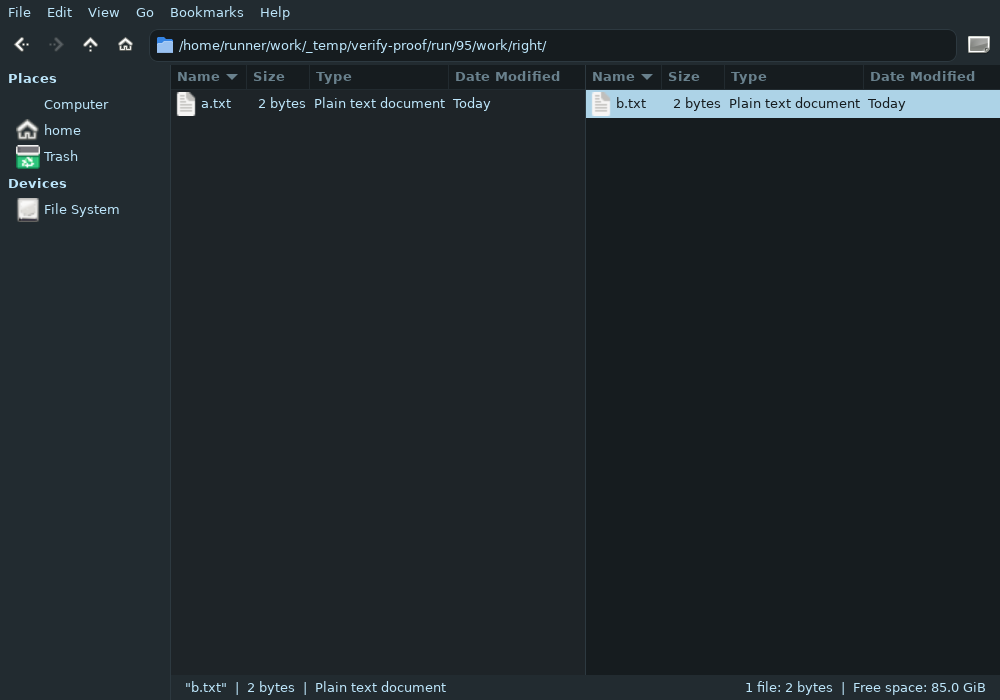 File Edit View Go Bookmarks Help
/home/runner/work/_temp/verify-proof/run/95/work/right/
Places
Computer
home
Trash
Devices
File System
Name Size Type Date Modified
a.txt 2 bytes Plain text document Today
Name Size Type Date Modified
b.txt 2 bytes Plain text document Today
"b.txt" | 2 bytes | Plain text document
1 file: 2 bytes | Free space: 85.0 GiB